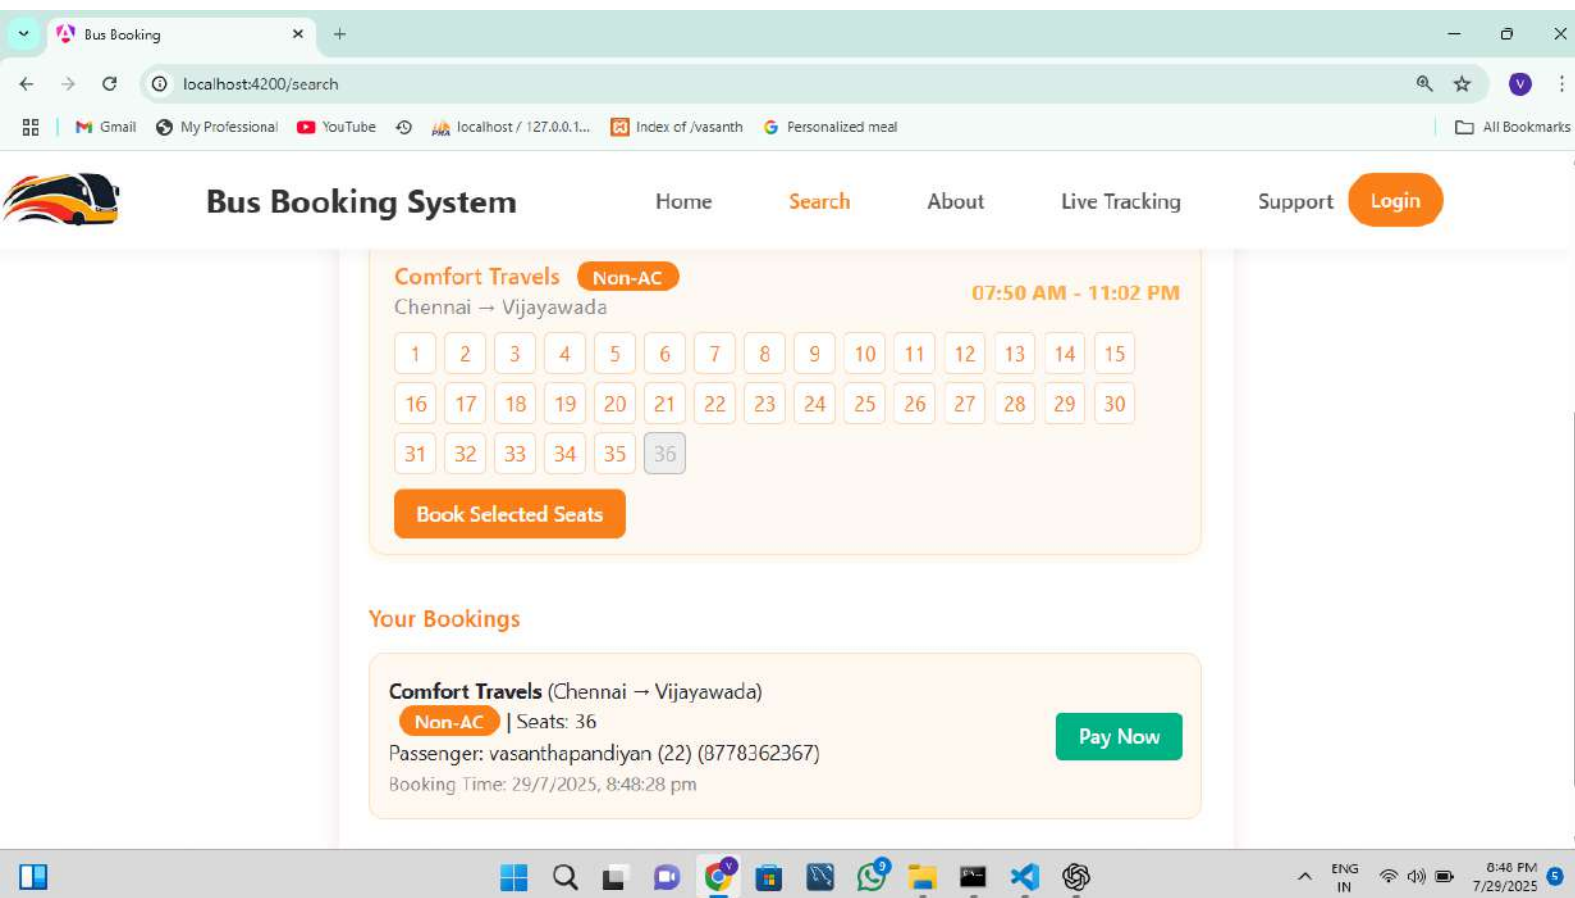 Bus Booking
localhost:4200/search
V
Gmail My Professional YouTube localhost / 127.0.0.1... Index of /vasanth Personalized meal All Bookmarks
Bus Booking System Home Search About Live Tracking Support Login
Comfort Travels Non-AC
Chennai → Vijayawada
07:50 AM - 11:02 PM
1 2 3 4 5 6 7 8 9 10 11 12 13 14 15
16 17 18 19 20 21 22 23 24 25 26 27 28 29 30
31 32 33 34 35 36
Book Selected Seats
Your Bookings
Comfort Travels (Chennai → Vijayawada)
Non-AC | Seats: 36
Passenger: vasanthapandiyan (22) (8778362367)
Booking Time: 29/7/2025, 8:48:28 pm
Pay Now
ENG
IN
8:48 PM
7/29/2025